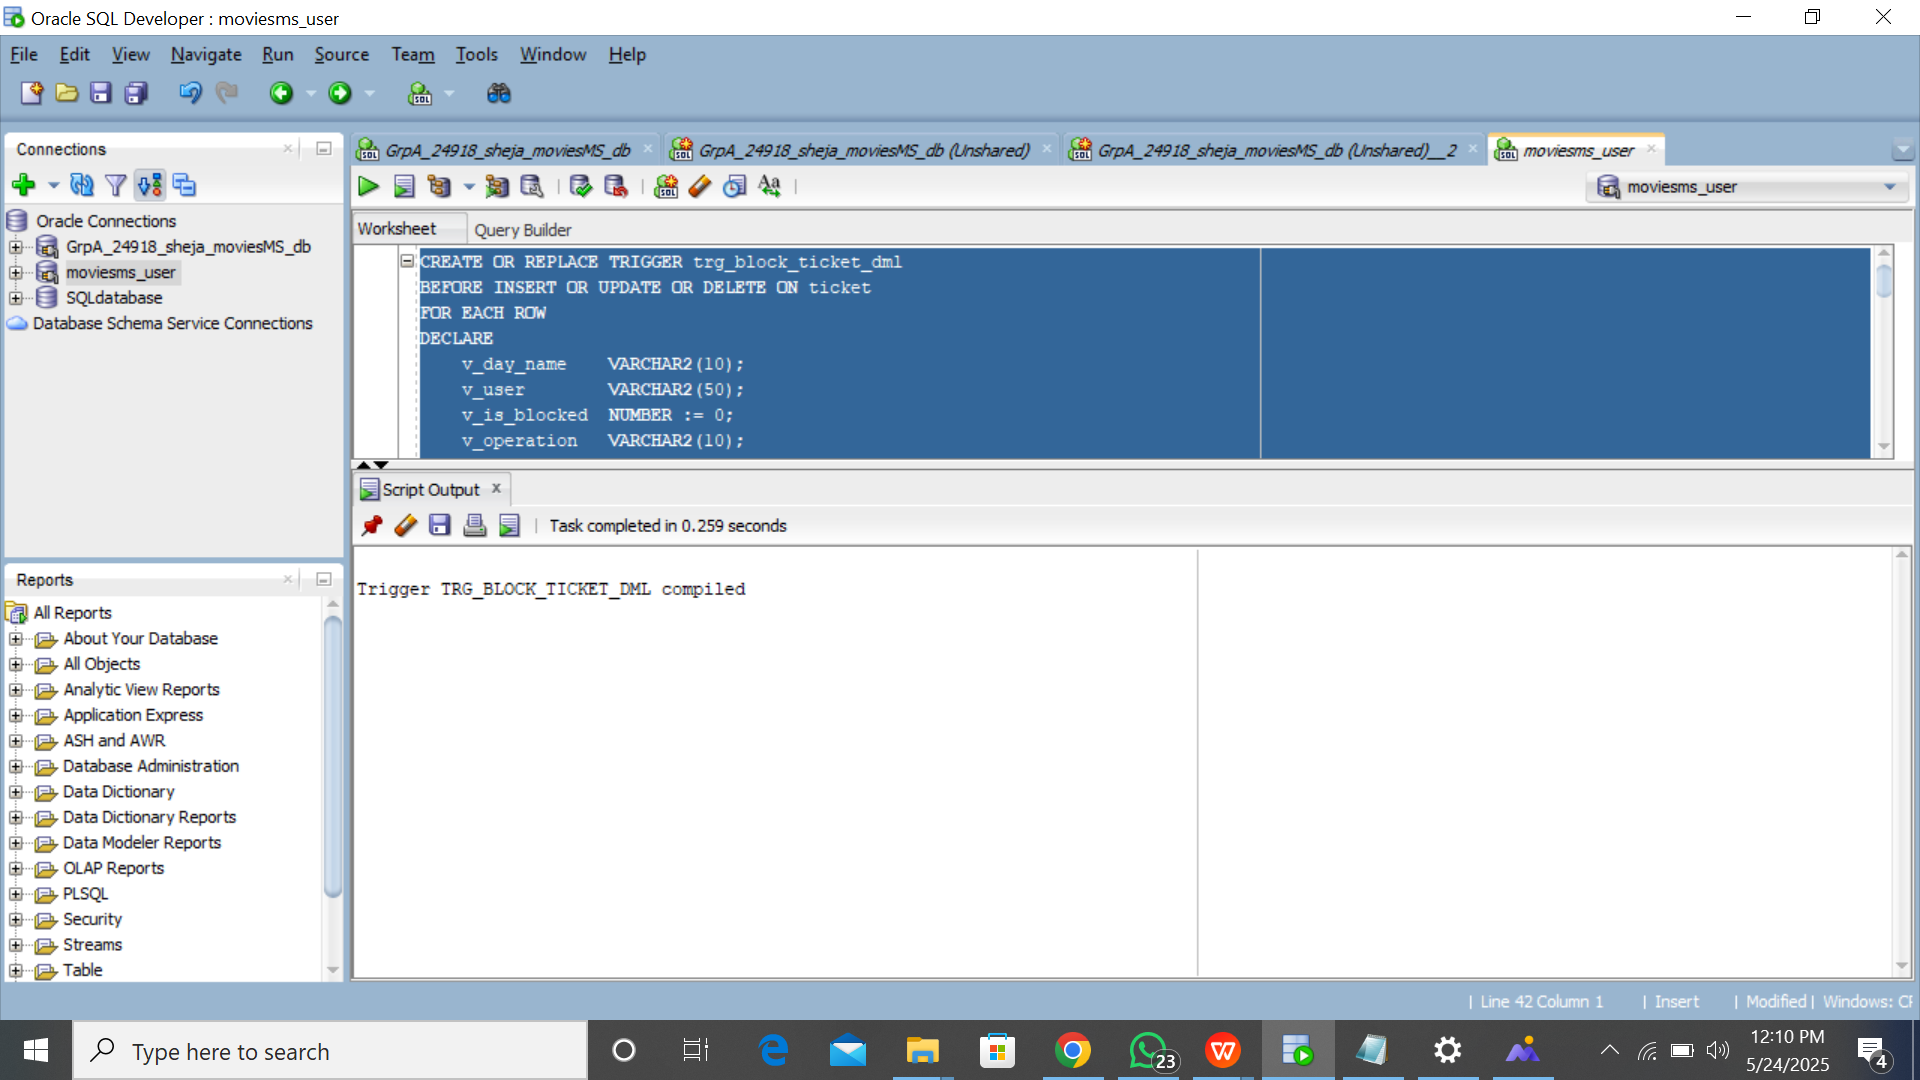 Oracle SQL Developer : moviesms_user
File Edit View Navigate Run Source Team Tools Window Help
Connections
Oracle Connections
GrpA_24918_sheja_moviesMS_db
moviesms_user
SQLdatabase
Database Schema Service Connections
Reports
All Reports
About Your Database
All Objects
Analytic View Reports
Application Express
ASH and AWR
Database Administration
Data Dictionary
Data Dictionary Reports
Data Modeler Reports
OLAP Reports
PLSQL
Security
Streams
Table
GrpA_24918_sheja_moviesMS_db
GrpA_24918_sheja_moviesMS_db (Unshared)
GrpA_24918_sheja_moviesMS_db (Unshared)__2
moviesms_user
moviesms_user
Worksheet Query Builder
CREATE OR REPLACE TRIGGER trg_block_ticket_dml
BEFORE INSERT OR UPDATE OR DELETE ON ticket
FOR EACH ROW
DECLARE
v_day_name VARCHAR2(10);
v_user VARCHAR2(50);
v_is_blocked NUMBER := 0;
v_operation VARCHAR2(10);
Script Output
Task completed in 0.259 seconds
Trigger TRG_BLOCK_TICKET_DML compiled
| Line 42 Column 1 | Insert | Modified | Windows: CR
Type here to search
23
12:10 PM
5/24/2025
4